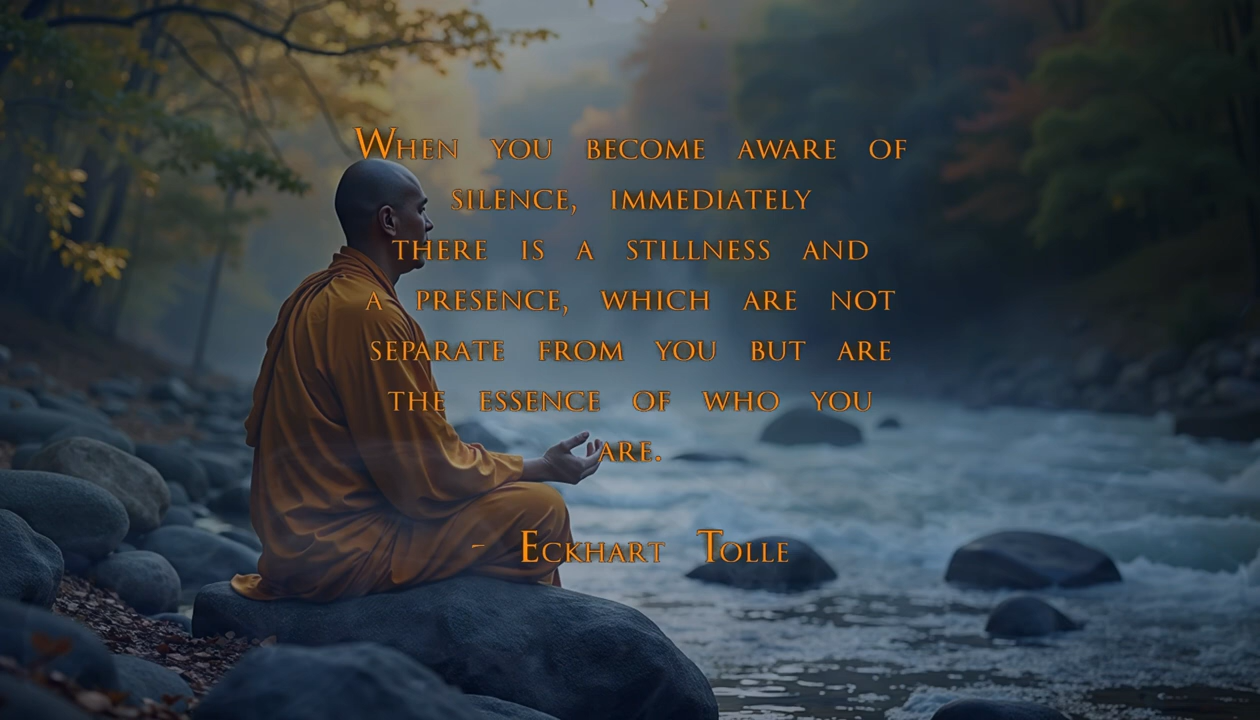 When you become aware of
silence, immediately
there is a stillness and
a presence, which are not
separate from you but are
the essence of who you
are.
- Eckhart Tolle